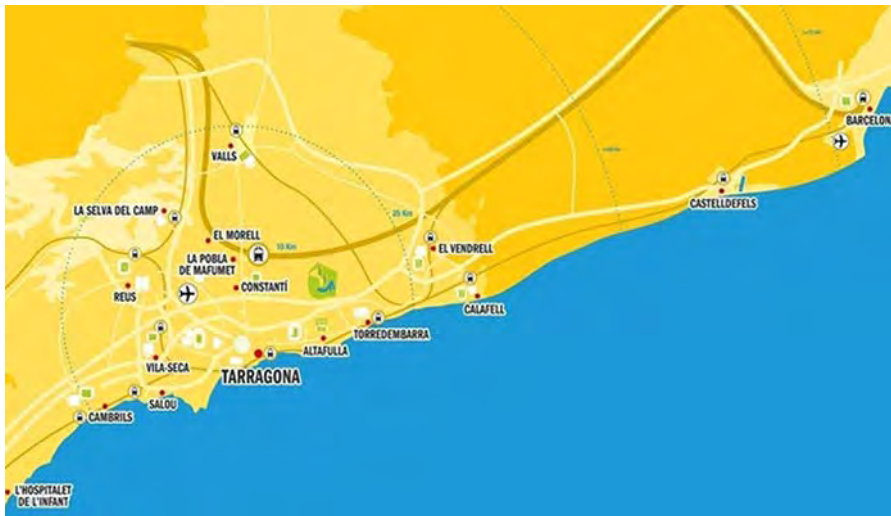 BARCELON
VALLS
CASTELLDEFELS
LA SELVA DEL CAMP
25 Km
EL MORELL
10 Km
EL VENDRELL
LA POBLA
DE MAFUMET
CONSTANTÍ
REUS
CALAFELL
TORREDEMBARRA
ALTAFULLA
VILA-SECA
TARRAGONA
SALOU
CAMBRILS
L'HOSPITALET
DE L'INFANT